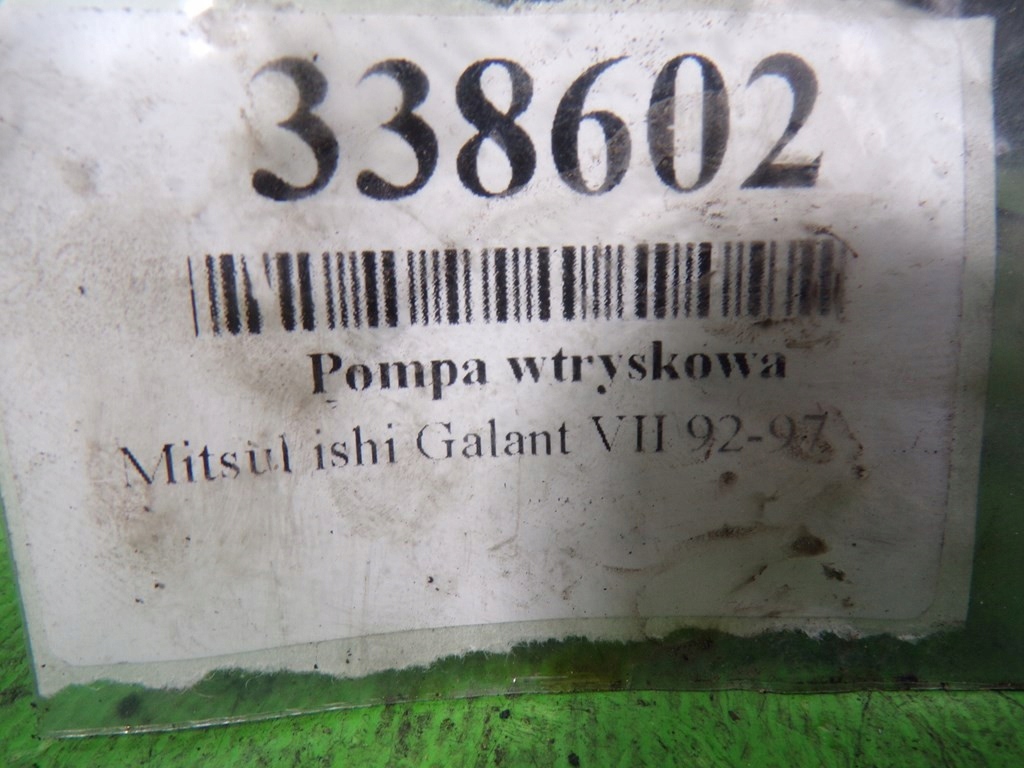 338602
Pompa wtryskowa
Mitsubishi Galant VII 92-97